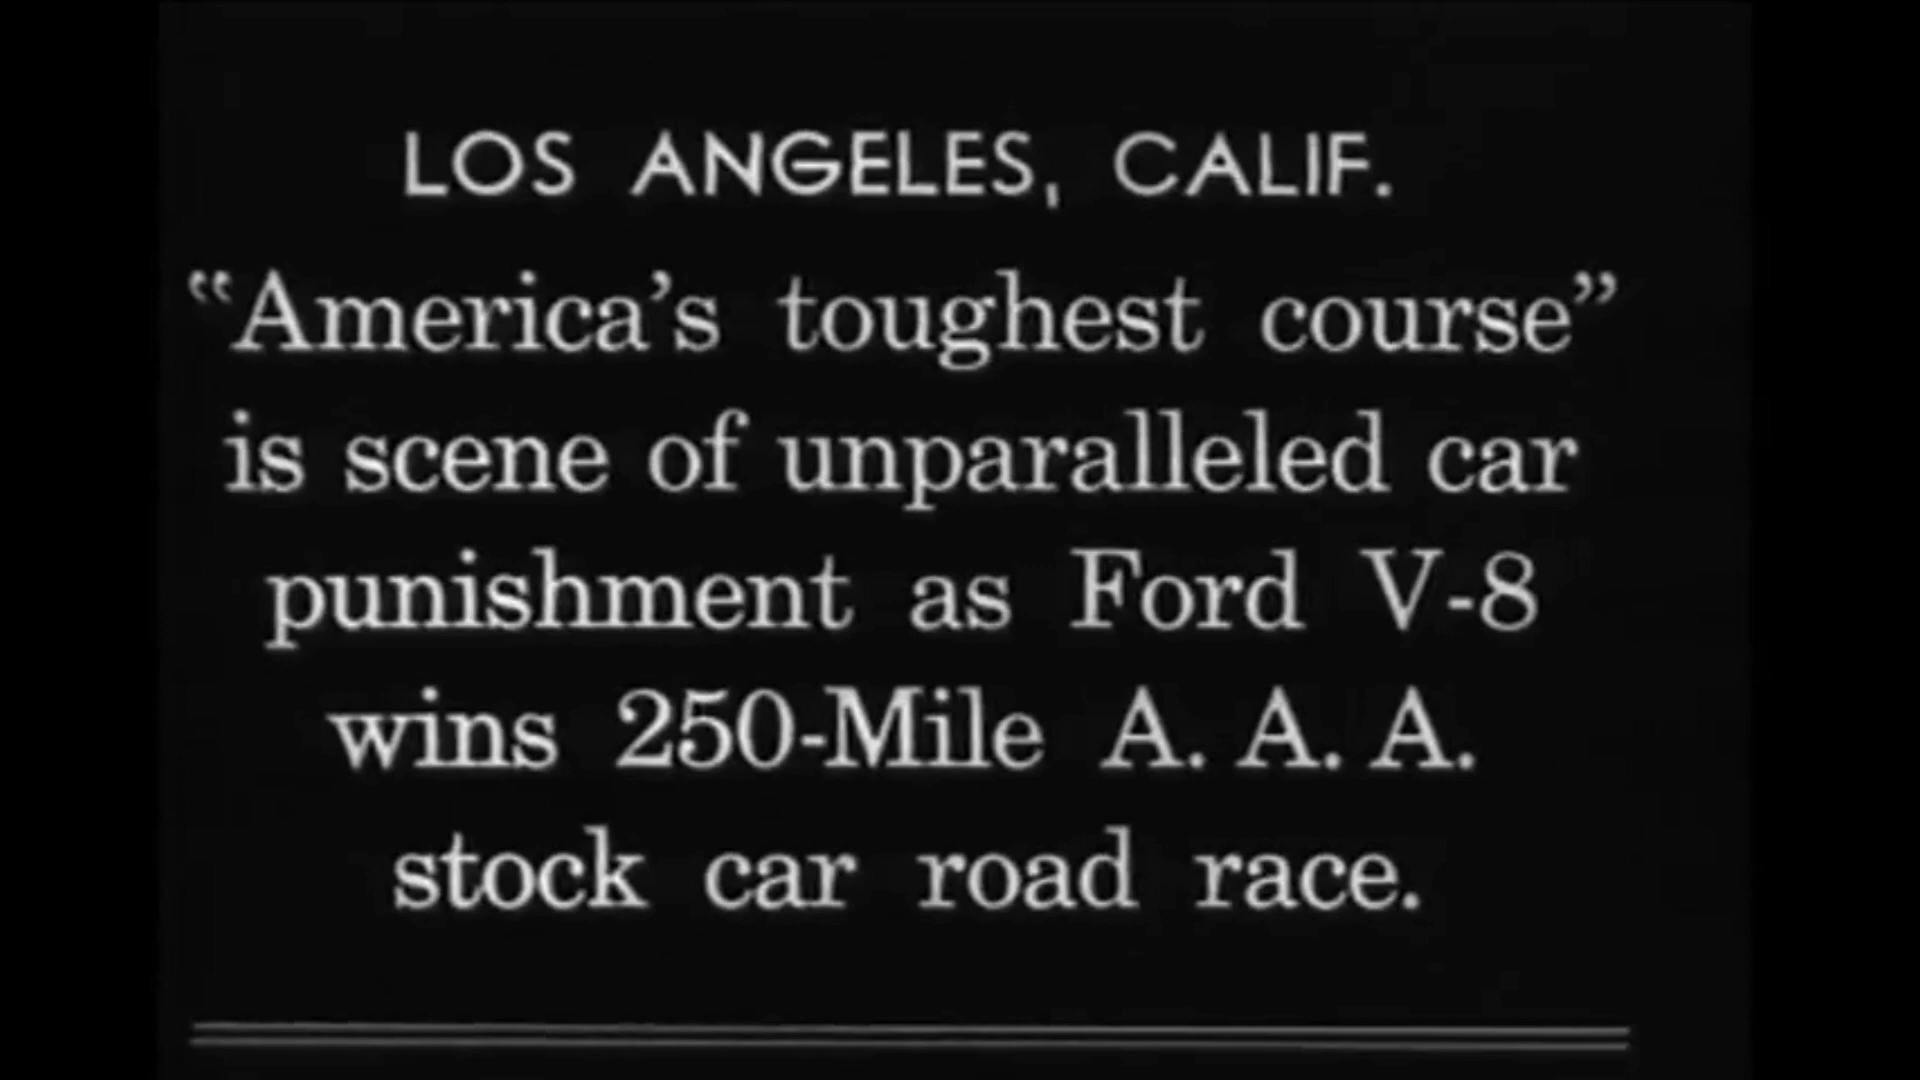 LOS ANGELES, CALIF.
“America’s toughest course”
is scene of unparalleled car
punishment as Ford V-8
wins 250-Mile A. A. A.
stock car road race.